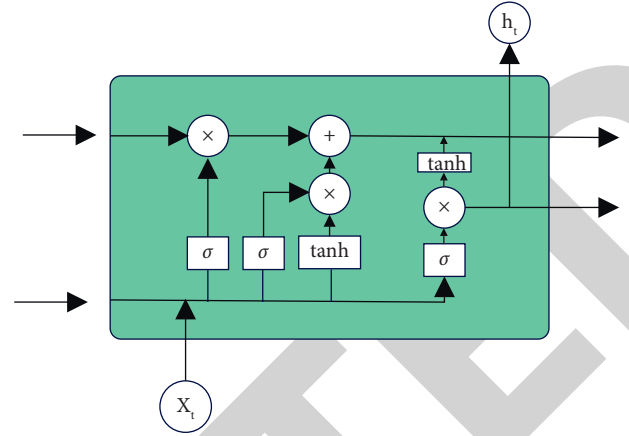 h_t
× +
tanh
× ×
σ σ tanh σ
X_t